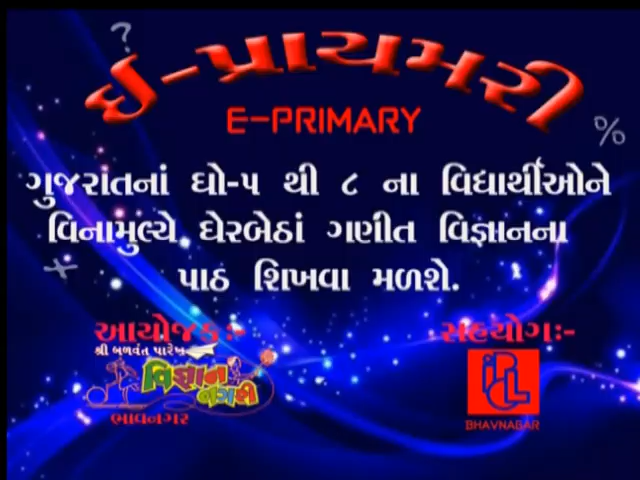 ?
ઇ-પ્રાયમરી
E-PRIMARY
%
ગુજરાતનાં ધો-૫ થી ૮ ના વિદ્યાર્થીઓને
વિનામુલ્યે ઘેરબેઠાં ગણીત વિજ્ઞાનના
પાઠ શિખવા મળશે.
આયોજકઃ-
સહયોગઃ-
શ્રી બળવંત પારેખ
વિજ્ઞાન
નગરી
ભાવનગર
IPCL
BHAVNAGAR